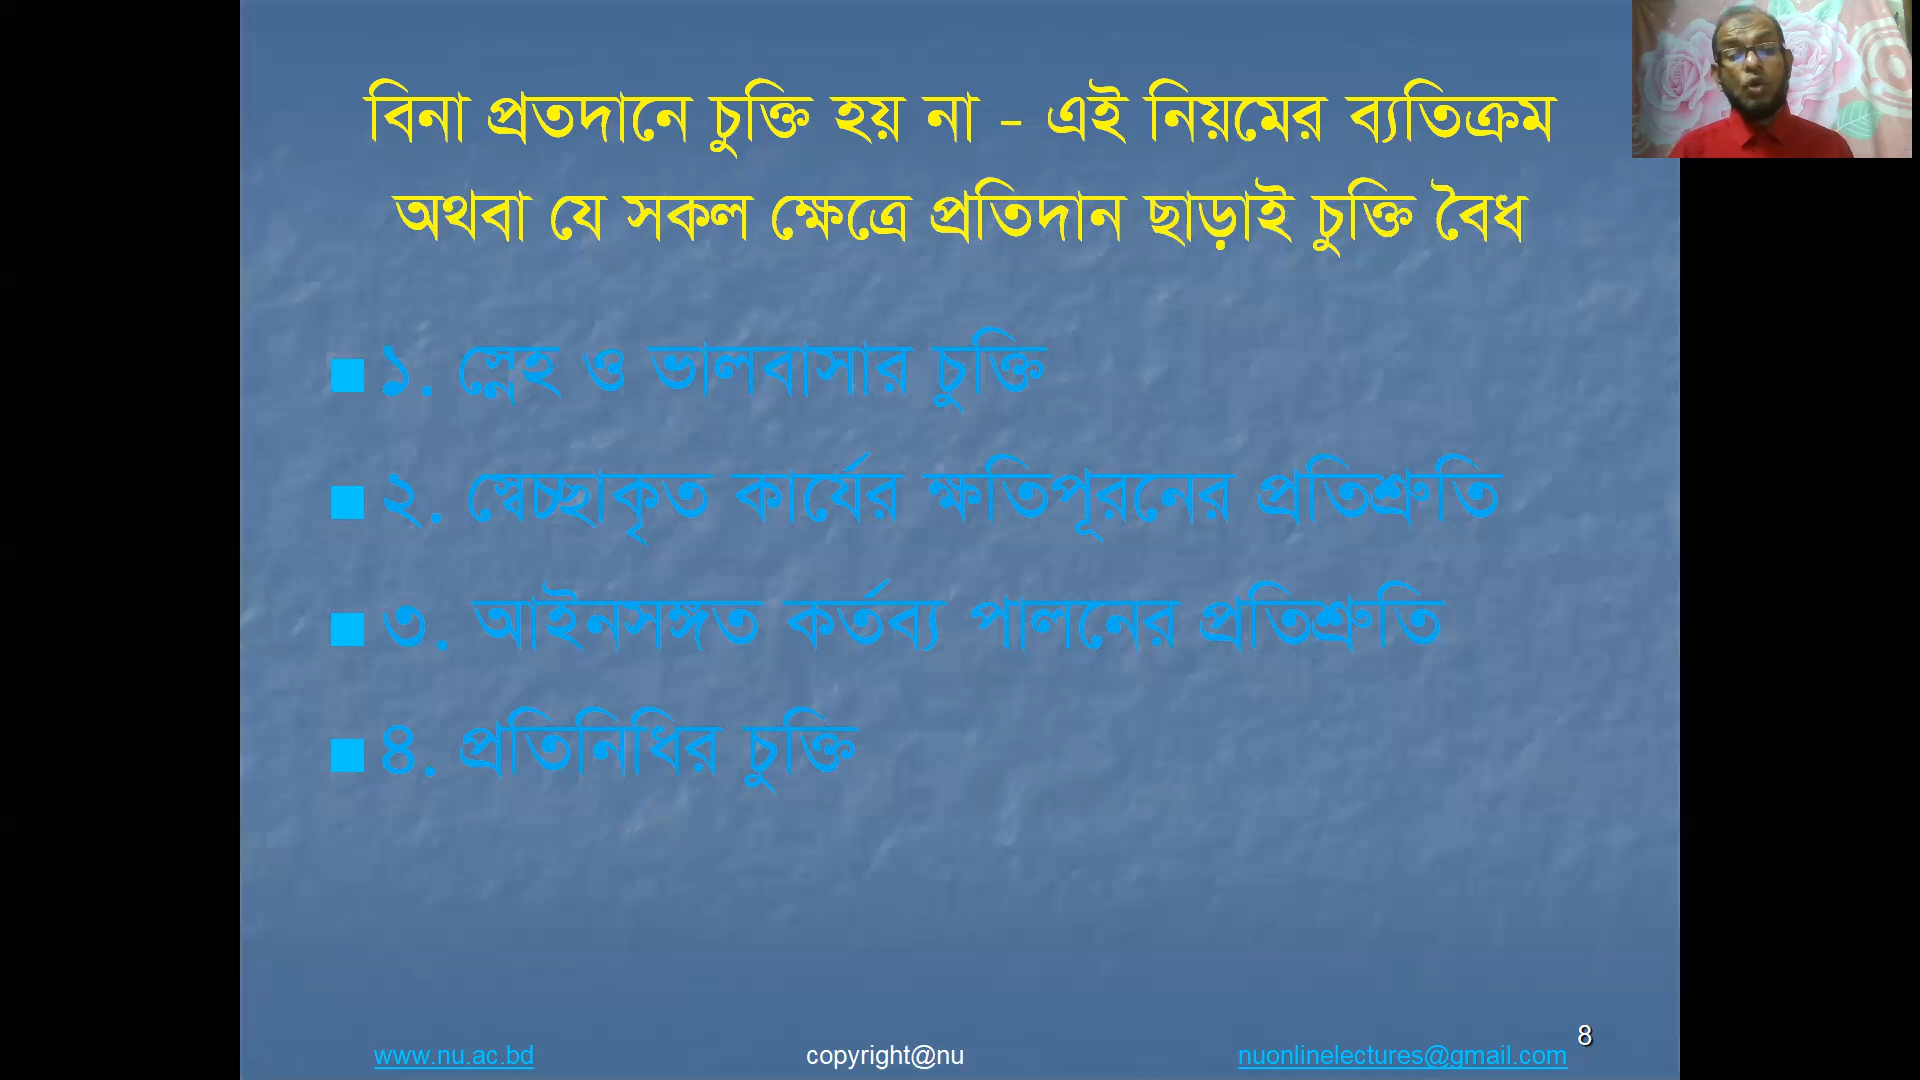 বিনা প্রতদানে চুক্তি হয় না - এই নিয়মের ব্যতিক্রম
অথবা যে সকল ক্ষেত্রে প্রতিদান ছাড়াই চুক্তি বৈধ
১. স্নেহ ও ভালবাসার চুক্তি
২. স্বেচ্ছাকৃত কার্যের ক্ষতিপূরনের প্রতিশ্রুতি
৩. আইনসঙ্গত কর্তব্য পালনের প্রতিশ্রুতি
৪. প্রতিনিধির চুক্তি
8
www.nu.ac.bd copyright@nu nuonlinelectures@gmail.com